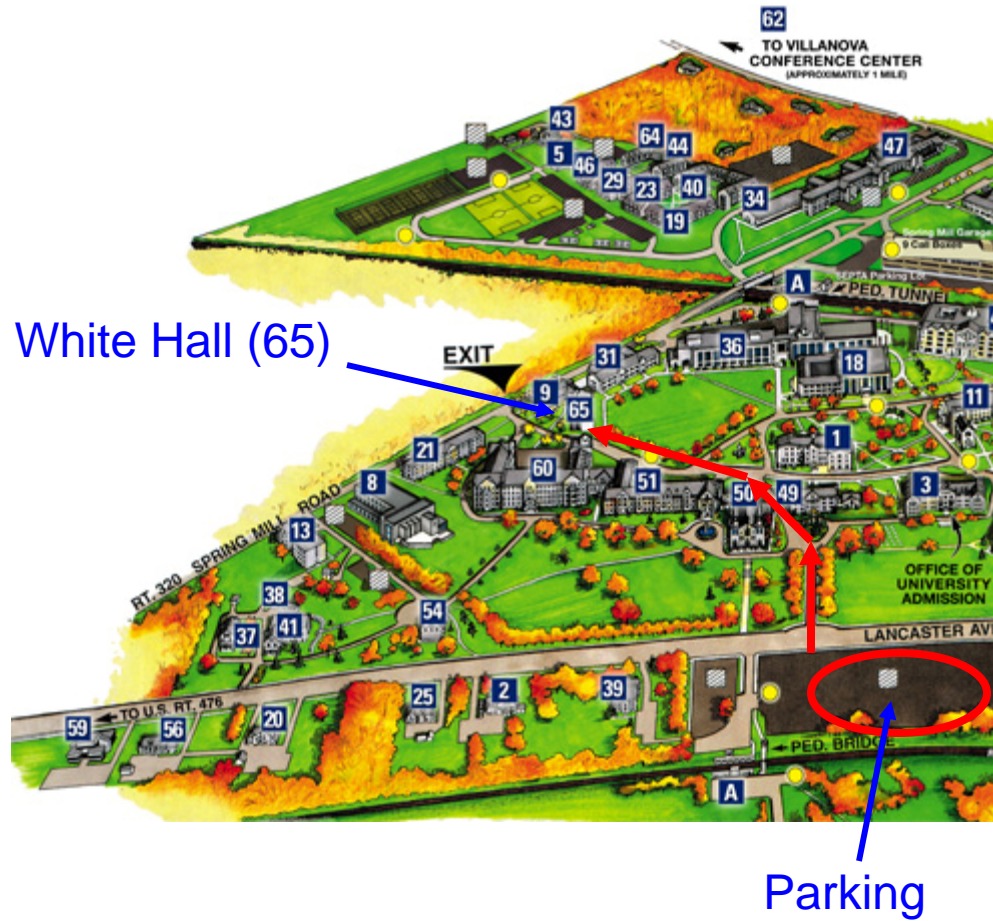 62
TO VILLANOVA
CONFERENCE CENTER
(APPROXIMATELY 1 MILE)
43
64
44
47
5
46
29
23
40
34
19
Spring Mill Garage
9 Call Boxes
SEPTA Parking Lot
A
PED. TUNNEL
White Hall (65)
EXIT
31
36
18
9
65
11
1
21
60
8
51
50
49
3
13
RT. 320 SPRING MILL ROAD
OFFICE OF
UNIVERSITY
ADMISSION
38
54
37
41
LANCASTER AV
25
2
39
TO U.S. RT. 476
59
56
20
PED. BRIDGE
A
Parking